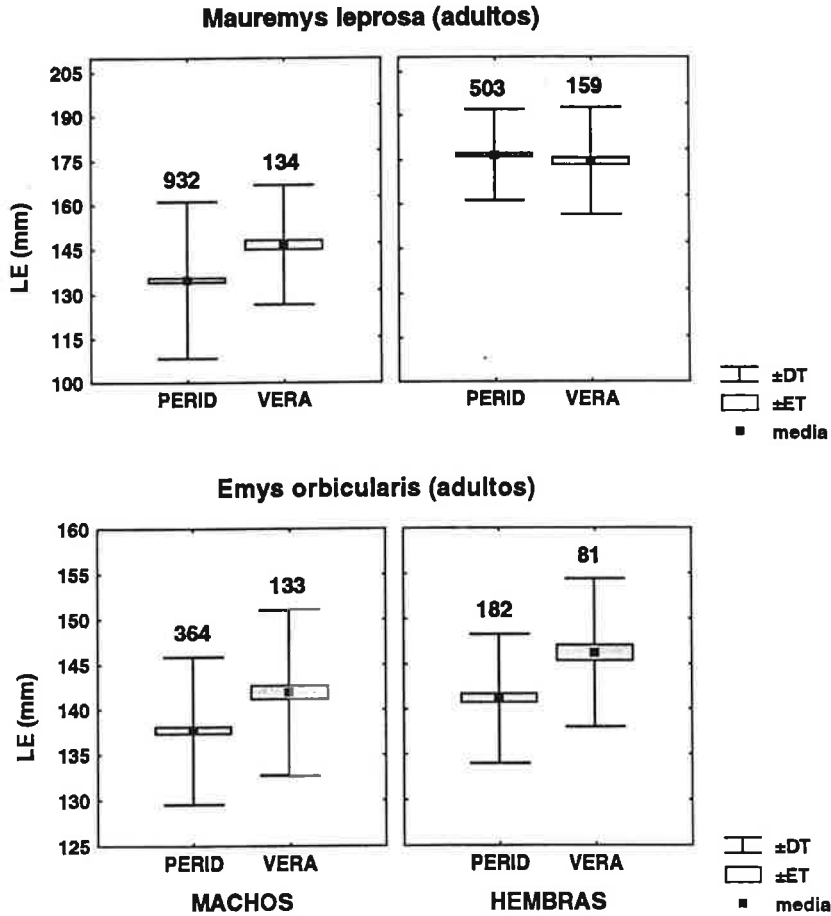 Mauremys leprosa (adultos)
205
190
175
160
145
130
115
100
LE (mm)
932
134
503
159
PERID VERA
PERID VERA
±DT
±ET
media
Emys orbicularis (adultos)
160
155
150
145
140
135
130
125
LE (mm)
364
133
182
81
PERID VERA
PERID VERA
MACHOS
HEMBRAS
±DT
±ET
media